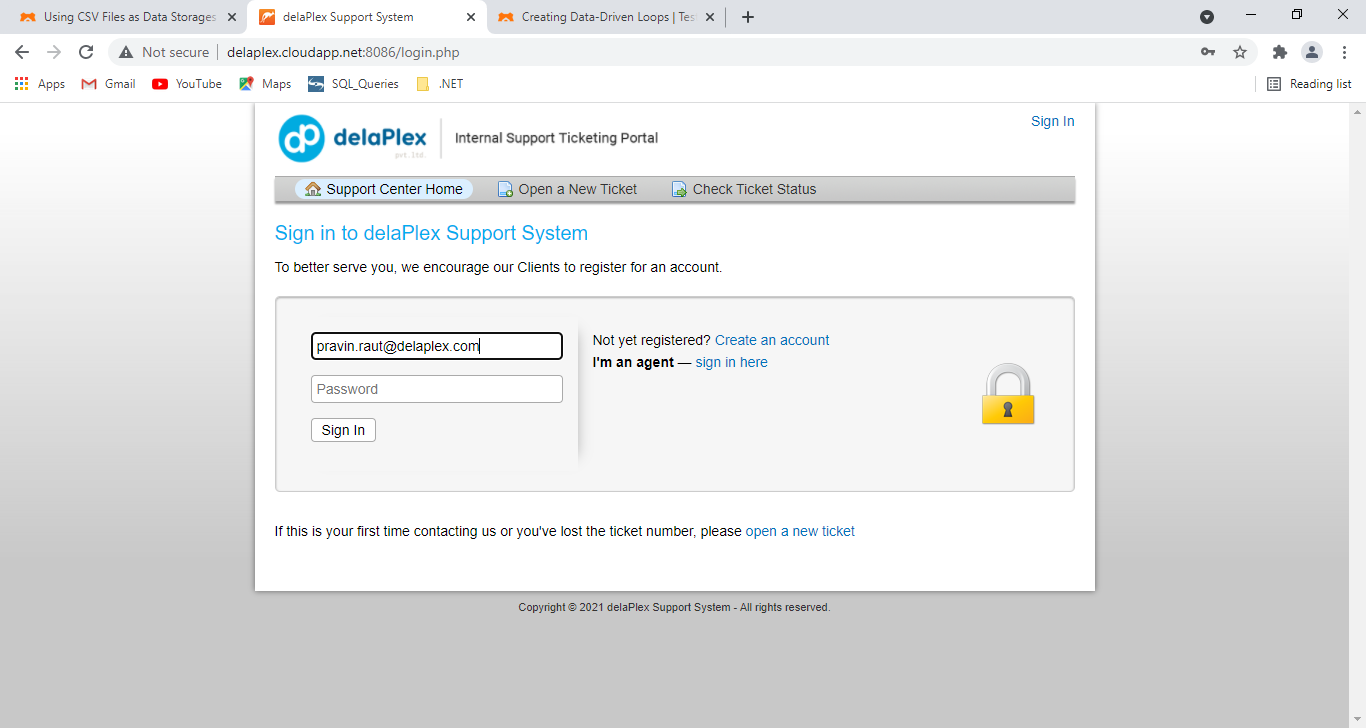 Using CSV Files as Data Storages
delaPlex Support System
Creating Data-Driven Loops | Tes
Not secure
delaplex.cloudapp.net:8086/login.php
Apps
Gmail
YouTube
Maps
SQL_Queries
.NET
Reading list
dp delaPlex
pvt.ltd.
Internal Support Ticketing Portal
Sign In
Support Center Home
Open a New Ticket
Check Ticket Status
Sign in to delaPlex Support System
To better serve you, we encourage our Clients to register for an account.
pravin.raut@delaplex.com
Password
Sign In
Not yet registered? Create an account
I'm an agent — sign in here
If this is your first time contacting us or you've lost the ticket number, please open a new ticket
Copyright © 2021 delaPlex Support System - All rights reserved.